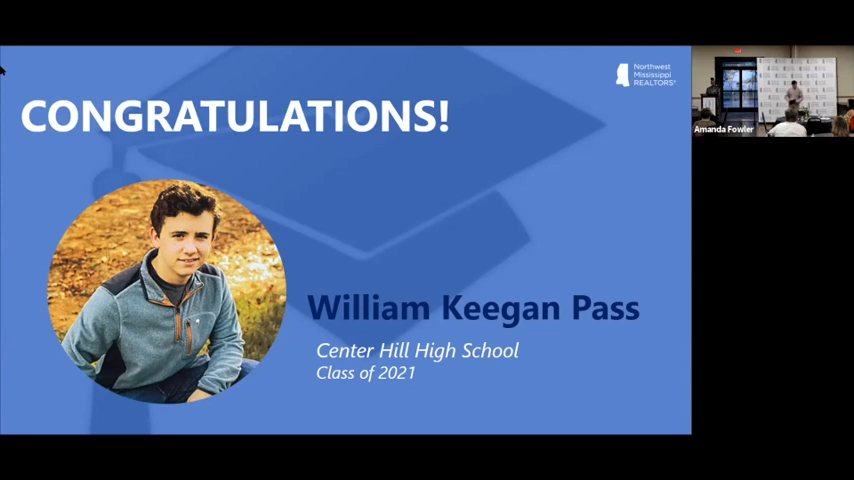 CONGRATULATIONS!
Northwest
Mississippi
REALTORS®
William Keegan Pass
Center Hill High School
Class of 2021
Amanda Fowler